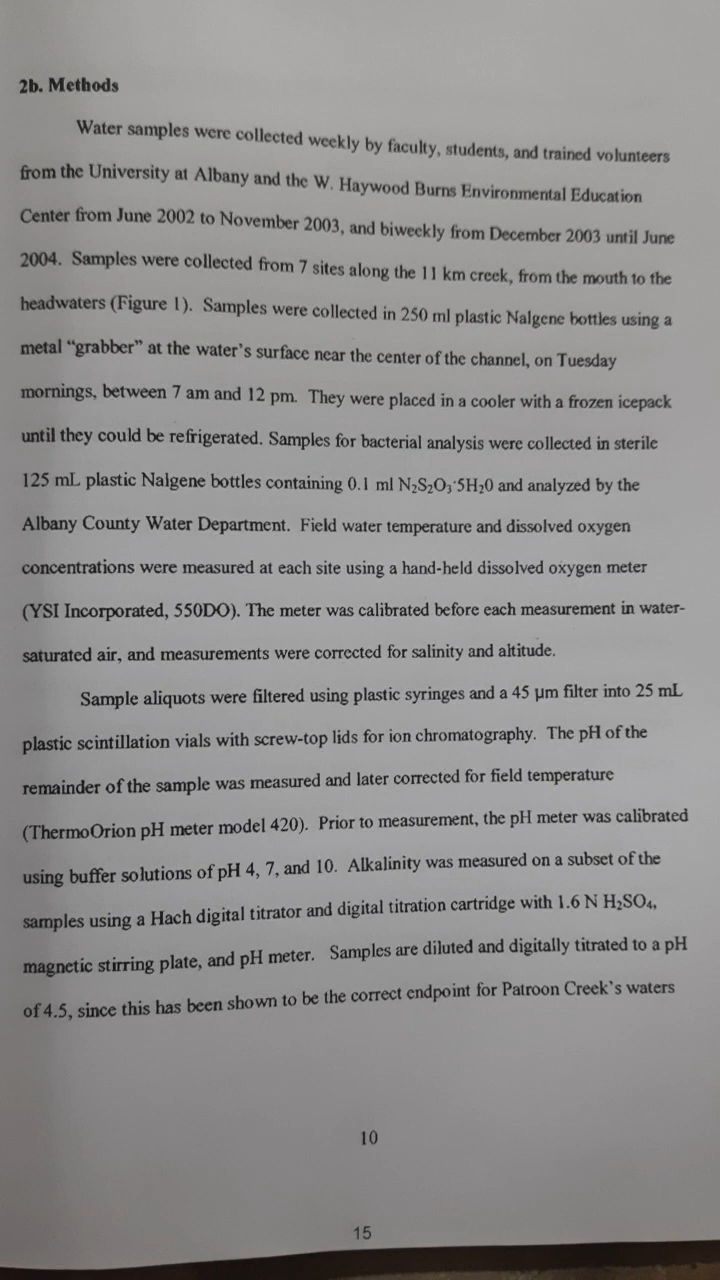 2b. Methods
Water samples were collected weekly by faculty, students, and trained volunteers
from the University at Albany and the W. Haywood Burns Environmental Education
Center from June 2002 to November 2003, and biweekly from December 2003 until June
2004. Samples were collected from 7 sites along the 11 km creek, from the mouth to the
headwaters (Figure 1). Samples were collected in 250 ml plastic Nalgene bottles using a
metal “grabber” at the water’s surface near the center of the channel, on Tuesday
mornings, between 7 am and 12 pm. They were placed in a cooler with a frozen icepack
until they could be refrigerated. Samples for bacterial analysis were collected in sterile
125 mL plastic Nalgene bottles containing 0.1 ml N₂S₂O₃·5H₂0 and analyzed by the
Albany County Water Department. Field water temperature and dissolved oxygen
concentrations were measured at each site using a hand-held dissolved oxygen meter
(YSI Incorporated, 550DO). The meter was calibrated before each measurement in water-
saturated air, and measurements were corrected for salinity and altitude.
Sample aliquots were filtered using plastic syringes and a 45 µm filter into 25 mL
plastic scintillation vials with screw-top lids for ion chromatography. The pH of the
remainder of the sample was measured and later corrected for field temperature
(ThermoOrion pH meter model 420). Prior to measurement, the pH meter was calibrated
using buffer solutions of pH 4, 7, and 10. Alkalinity was measured on a subset of the
samples using a Hach digital titrator and digital titration cartridge with 1.6 N H₂SO₄,
magnetic stirring plate, and pH meter. Samples are diluted and digitally titrated to a pH
of 4.5, since this has been shown to be the correct endpoint for Patroon Creek’s waters
10
15